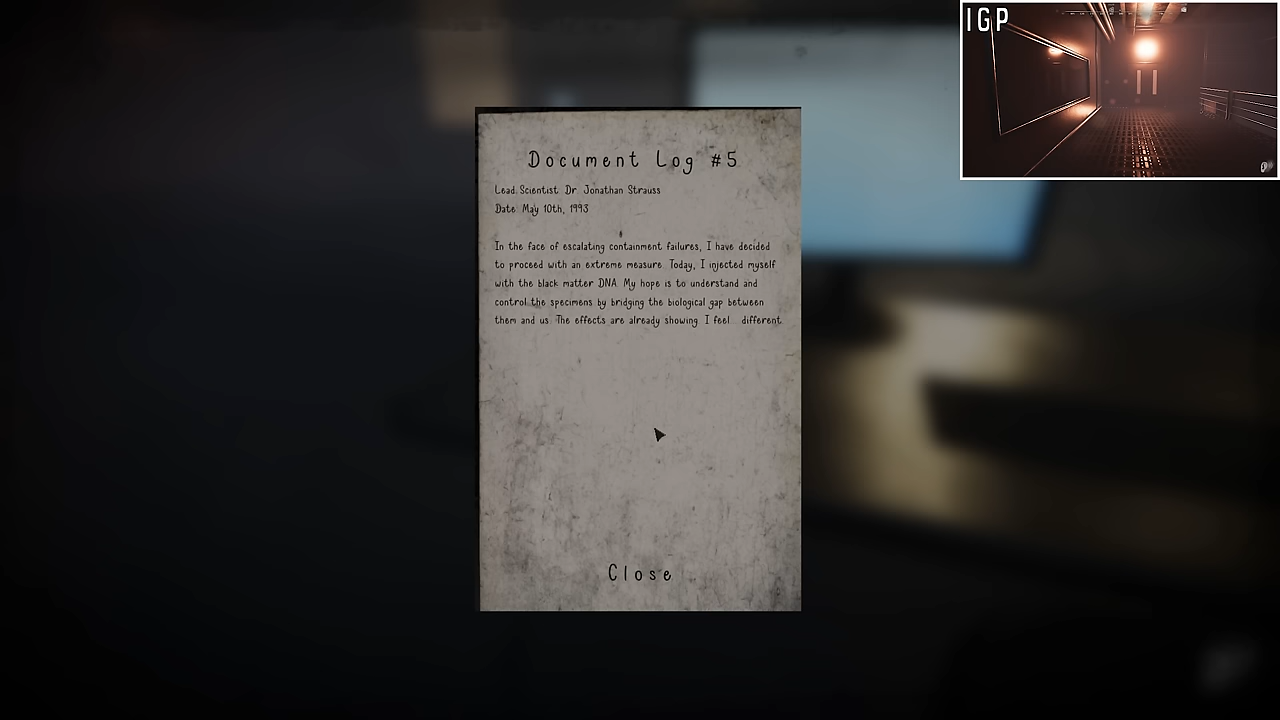 IGP
Document Log #5
Lead Scientist Dr. Jonathan Strauss
Date: May 10th, 1993
In the face of escalating containment failures, I have decided
to proceed with an extreme measure. Today, I injected myself
with the black matter DNA. My hope is to understand and
control the specimens by bridging the biological gap between
them and us. The effects are already showing. I feel... different.
Close